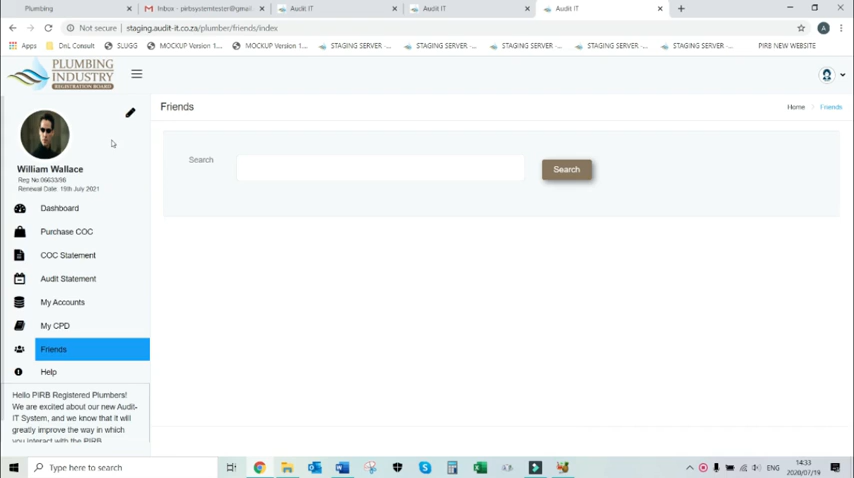 Plumbing
Inbox - pirbsystemtester@gmail
Audit IT
Audit IT
Audit IT
staging.audit-it.co.za/plumber/friends/index
Apps
DnL Consult
SLUGG
MOCKUP Version 1....
MOCKUP Version 1....
STAGING SERVER -...
STAGING SERVER -...
STAGING SERVER -...
STAGING SERVER -...
STAGING SERVER -...
PIRB NEW WEBSITE
PLUMBING
INDUSTRY
REGISTRATION BOARD
William Wallace
Reg No 06633/96
Renewal Date: 19th July 2021
Dashboard
Purchase COC
COC Statement
Audit Statement
My Accounts
My CPD
Friends
Help
Hello PIRB Registered Plumbers!
We are excited about our new Audit-
IT System, and we know that it will
greatly improve the way in which
you interact with the PIRB
Friends
Home
Friends
Search
Search
Type here to search
ENG
14:33
2020/07/19